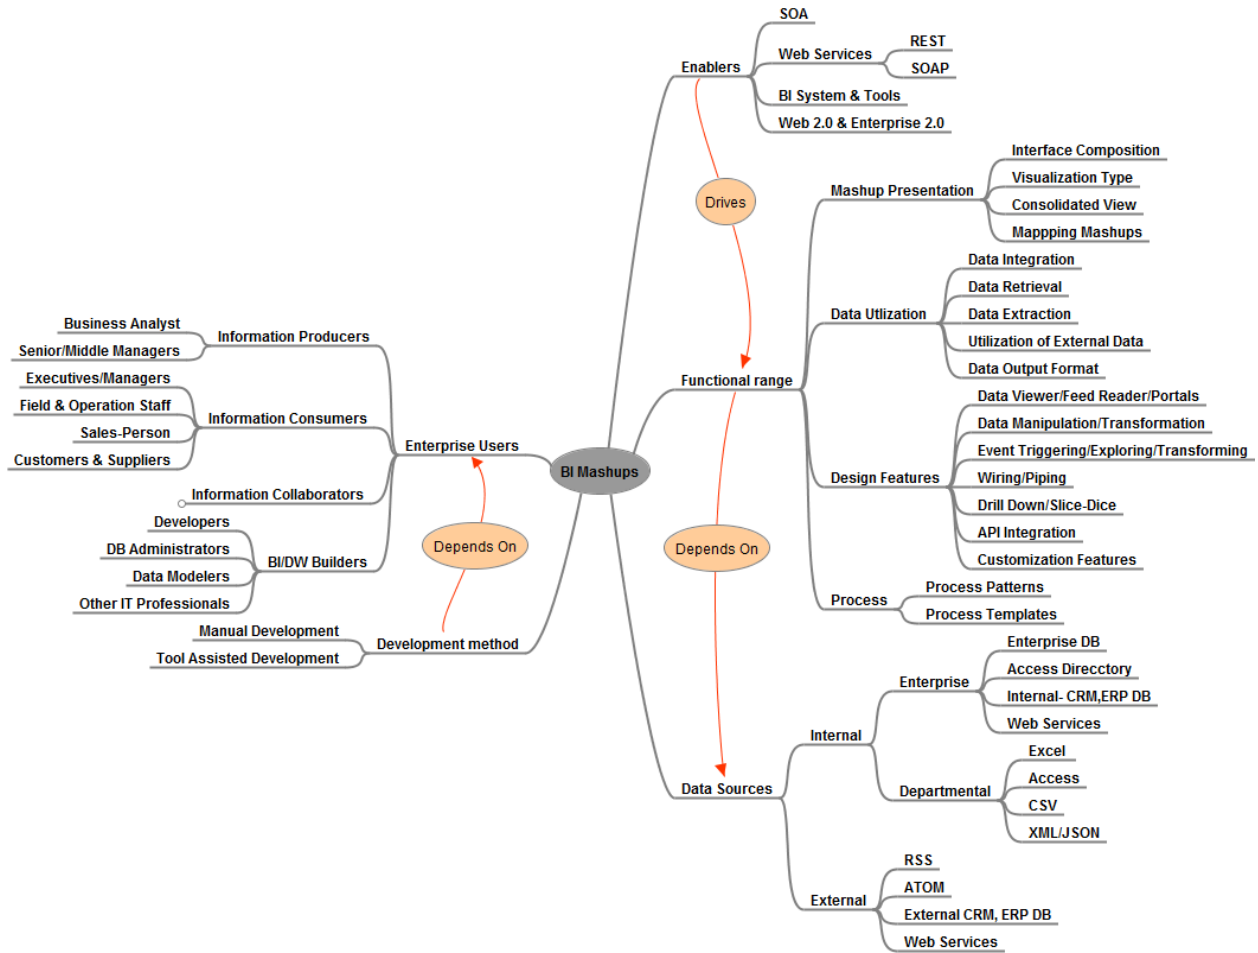 BI Mashups
Enablers
SOA
Web Services
REST
SOAP
BI System & Tools
Web 2.0 & Enterprise 2.0
Drives
Functional range
Mashup Presentation
Interface Composition
Visualization Type
Consolidated View
Mappping Mashups
Data Utlization
Data Integration
Data Retrieval
Data Extraction
Utilization of External Data
Data Output Format
Design Features
Data Viewer/Feed Reader/Portals
Data Manipulation/Transformation
Event Triggering/Exploring/Transforming
Wiring/Piping
Drill Down/Slice-Dice
API Integration
Customization Features
Process
Process Patterns
Process Templates
Depends On
Data Sources
Internal
Enterprise
Enterprise DB
Access Direcctory
Internal- CRM,ERP DB
Web Services
Departmental
Excel
Access
CSV
XML/JSON
External
RSS
ATOM
External CRM, ERP DB
Web Services
Enterprise Users
Information Producers
Business Analyst
Senior/Middle Managers
Information Consumers
Executives/Managers
Field & Operation Staff
Sales-Person
Customers & Suppliers
Information Collaborators
BI/DW Builders
Developers
DB Administrators
Data Modelers
Other IT Professionals
Depends On
Development method
Manual Development
Tool Assisted Development